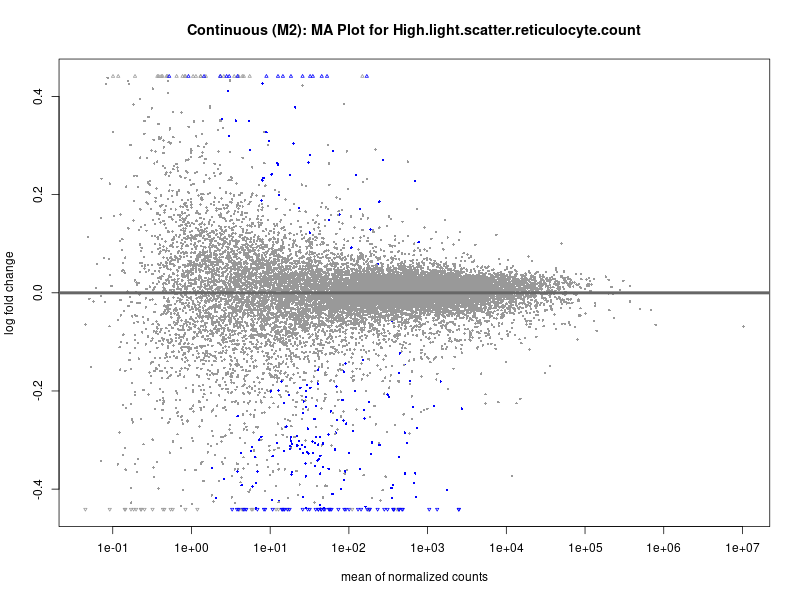 Continuous (M2): MA Plot for High.light.scatter.reticulocyte.count
log fold change
0.4
0.2
0.0
-0.2
-0.4
1e-01 1e+00 1e+01 1e+02 1e+03 1e+04 1e+05 1e+06 1e+07
mean of normalized counts